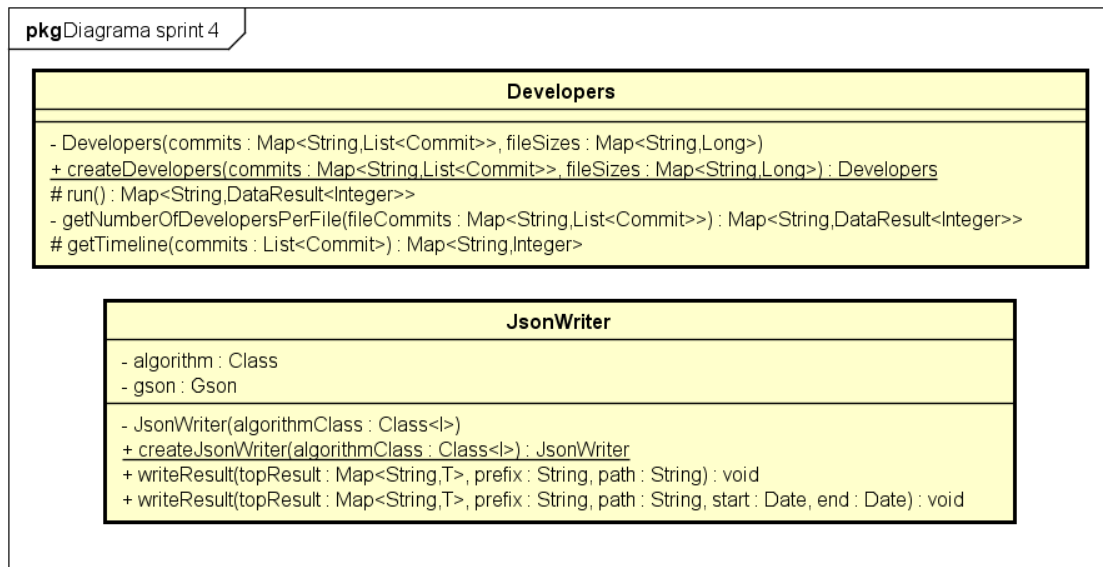 pkgDiagrama sprint 4
Developers
- Developers(commits : Map<String,List<Commit>>, fileSizes : Map<String,Long>)
+ createDevelopers(commits : Map<String,List<Commit>>, fileSizes : Map<String,Long>) : Developers
# run() : Map<String,DataResult<Integer>>
- getNumberOfDevelopersPerFile(fileCommits : Map<String,List<Commit>>) : Map<String,DataResult<Integer>>
# getTimeline(commits : List<Commit>) : Map<String,Integer>
JsonWriter
- algorithm : Class
- gson : Gson
- JsonWriter(algorithmClass : Class<I>)
+ createJsonWriter(algorithmClass : Class<I>) : JsonWriter
+ writeResult(topResult : Map<String,T>, prefix : String, path : String) : void
+ writeResult(topResult : Map<String,T>, prefix : String, path : String, start : Date, end : Date) : void